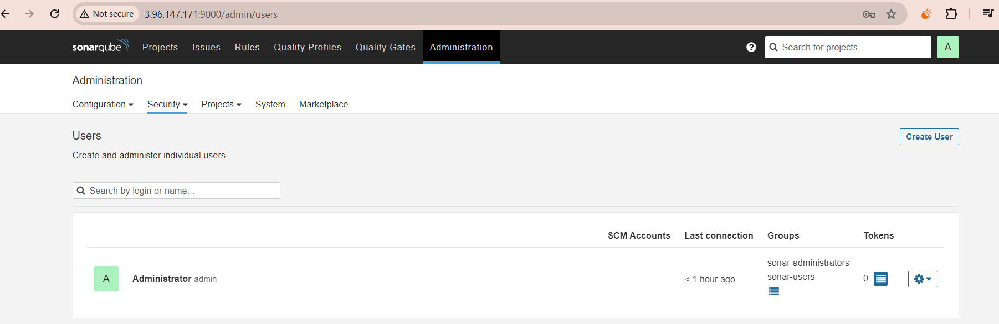 Not secure 3.96.147.171:9000/admin/users
sonarqube Projects Issues Rules Quality Profiles Quality Gates Administration ? Search for projects... A
Administration
Configuration Security Projects System Marketplace
Users
Create User
Create and administer individual users.
Search by login or name...
SCM Accounts Last connection Groups Tokens
sonar-administrators
A Administrator admin < 1 hour ago sonar-users 0